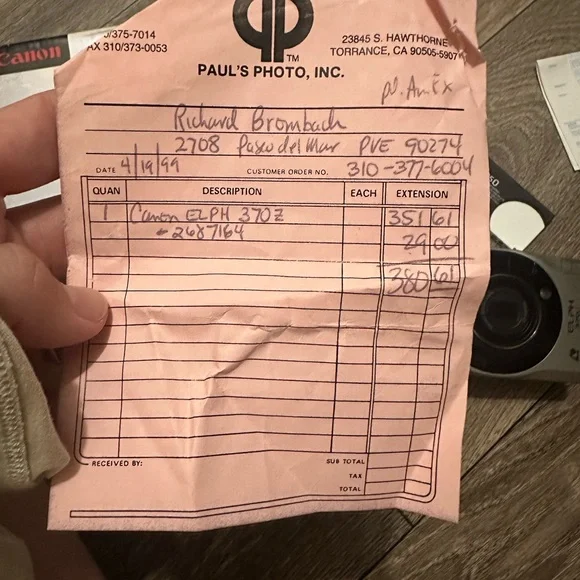 Canon
/375-7014
AX 310/373-0053
TM
PAUL'S PHOTO, INC.
23845 S. HAWTHORNE
TORRANCE, CA 90505-5907
pd. AmEx
Richard Brombach
2708 Paseo del Mar PVE 90274
DATE 4/19/99 CUSTOMER ORDER NO. 310-377-6004
QUAN DESCRIPTION EACH EXTENSION
1 Canon ELPH 370Z 351 61
2687164 29 00
380 61
RECEIVED BY: SUB TOTAL
TAX
TOTAL
ELPH